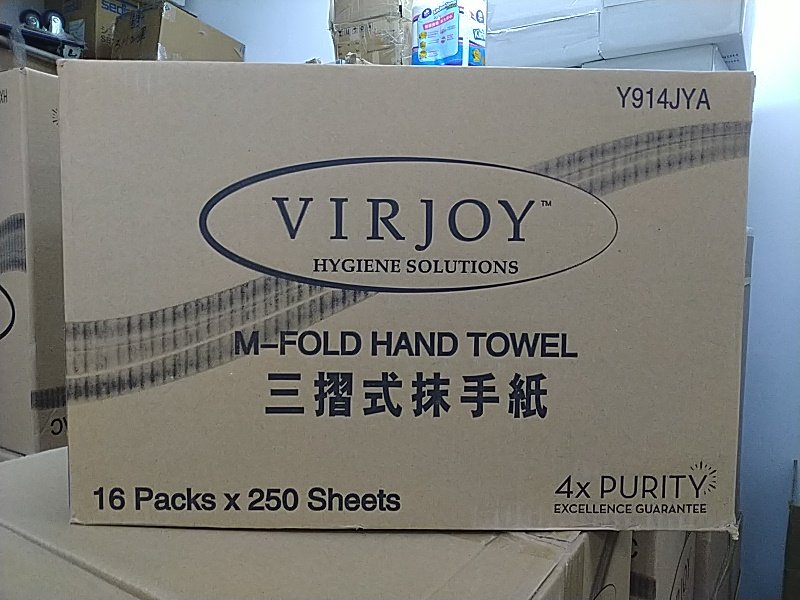 Y914JYA
VIRJOY™
HYGIENE SOLUTIONS
M-FOLD HAND TOWEL
三摺式抹手紙
16 Packs x 250 Sheets
4x PURITY
EXCELLENCE GUARANTEE